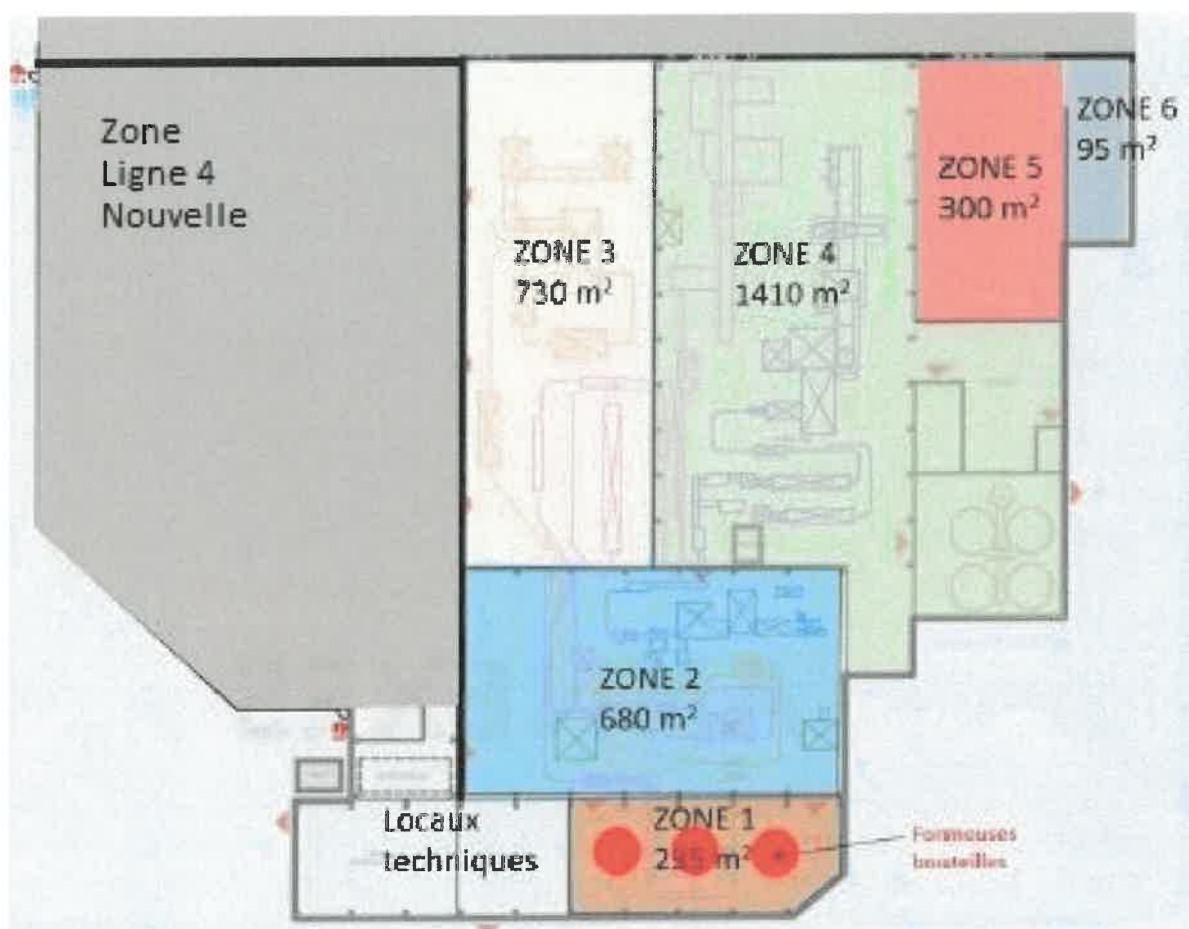 Zone
Ligne 4
Nouvelle
ZONE 3
730 m²
ZONE 4
1410 m²
ZONE 5
300 m²
ZONE 6
95 m²
ZONE 2
680 m²
Locaux
techniques
ZONE 1
m²
Formeuses
bouteilles